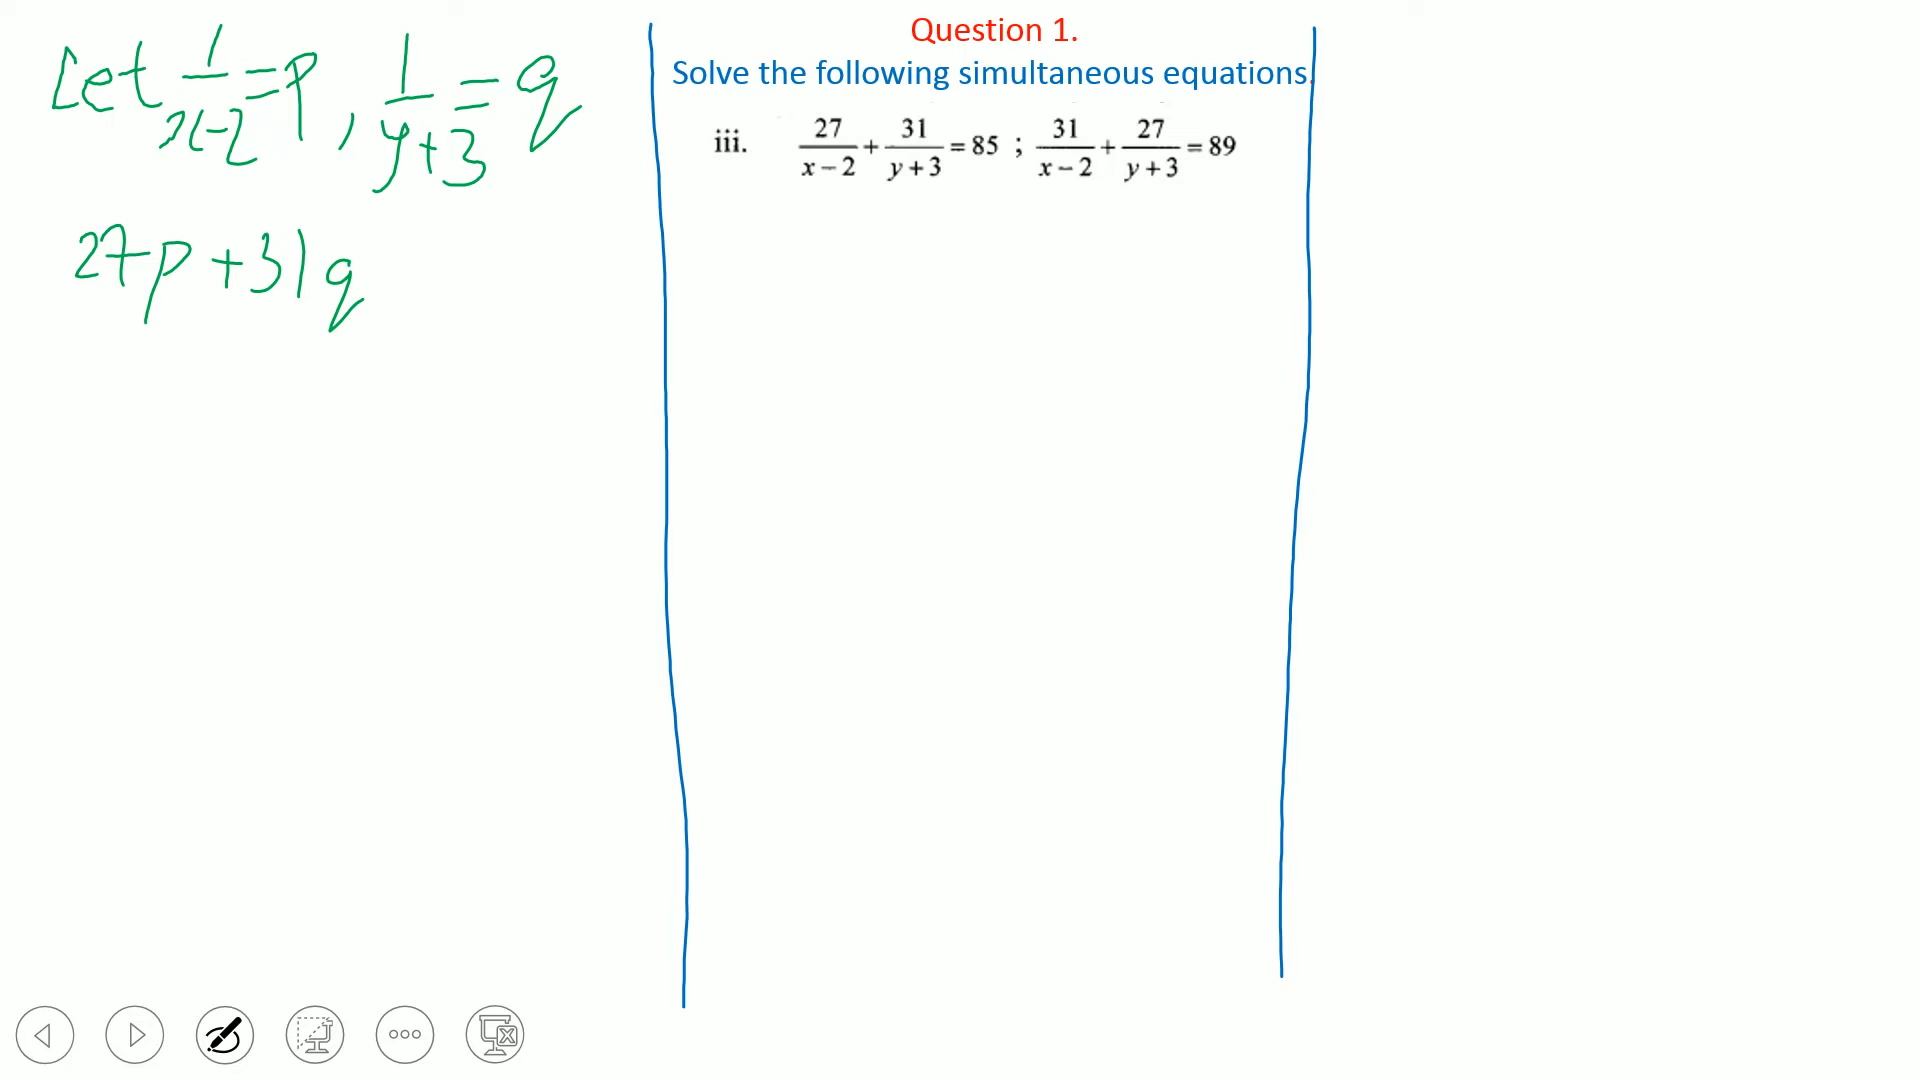 Let 1/(x-2) = p, 1/(y+3) = q
27p + 31q
Question 1.
Solve the following simultaneous equations.
iii. 27/(x-2) + 31/(y+3) = 85 ; 31/(x-2) + 27/(y+3) = 89